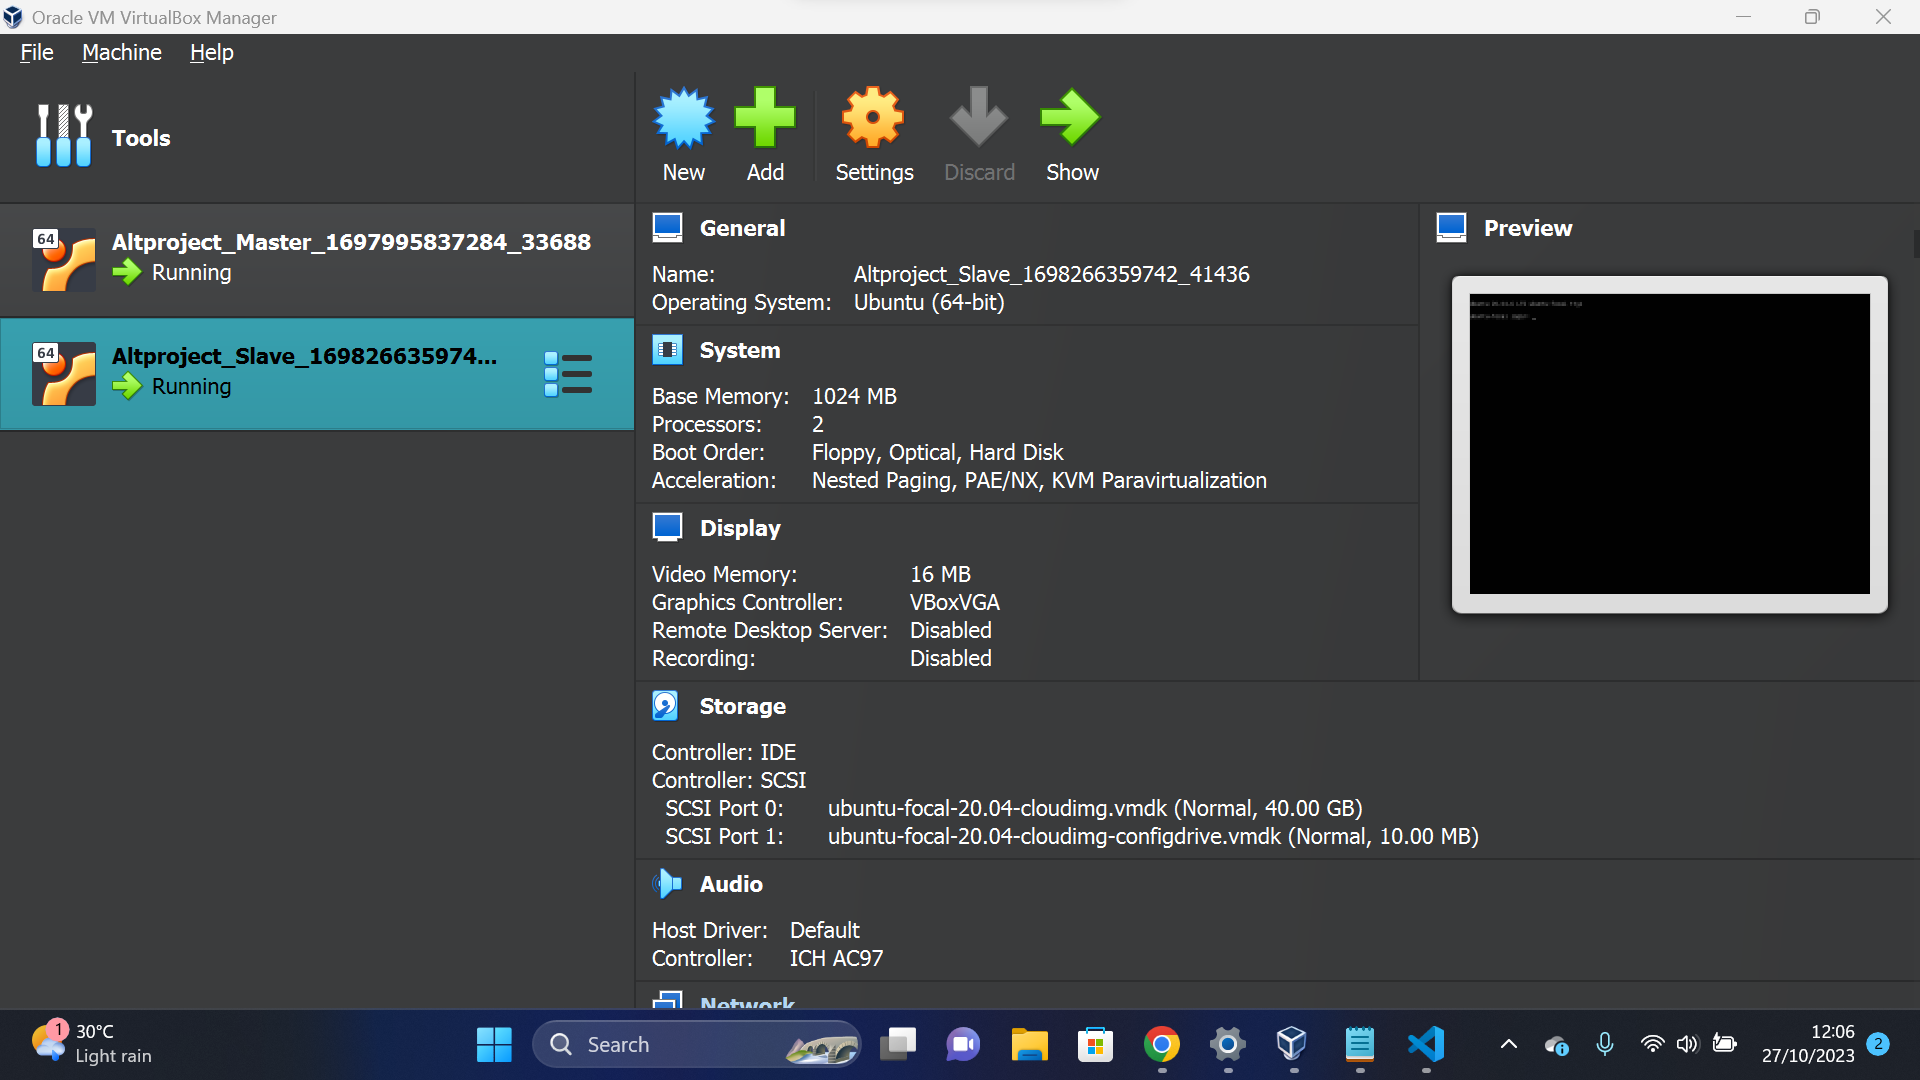 Oracle VM VirtualBox Manager
File Machine Help
Tools
New Add Settings Discard Show
64
Altproject_Master_1697995837284_33688
Running
64
Altproject_Slave_169826635974...
Running
General
Name: Altproject_Slave_1698266359742_41436
Operating System: Ubuntu (64-bit)
System
Base Memory: 1024 MB
Processors: 2
Boot Order: Floppy, Optical, Hard Disk
Acceleration: Nested Paging, PAE/NX, KVM Paravirtualization
Display
Video Memory: 16 MB
Graphics Controller: VBoxVGA
Remote Desktop Server: Disabled
Recording: Disabled
Storage
Controller: IDE
Controller: SCSI
SCSI Port 0: ubuntu-focal-20.04-cloudimg.vmdk (Normal, 40.00 GB)
SCSI Port 1: ubuntu-focal-20.04-cloudimg-configdrive.vmdk (Normal, 10.00 MB)
Audio
Host Driver: Default
Controller: ICH AC97
Network
Preview
1
30°C
Light rain
Search
12:06
27/10/2023
2